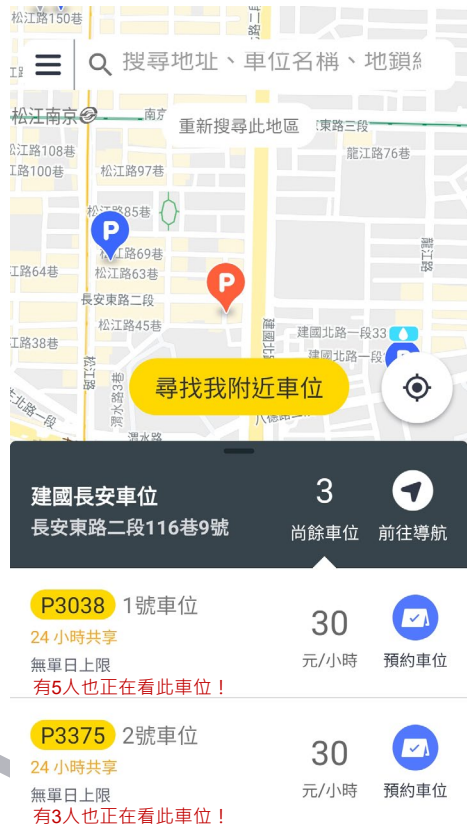 松江路150巷
搜尋地址、車位名稱、地鎖
松江南京
南京
重新搜尋此地區
東路三段
松江路108巷
江路100巷
松江路97巷
龍江路76巷
松江路85巷
江路69巷
龍江路
江路64巷
松江路63巷
長安東路二段
松江路45巷
建國北
建國北路一段33
江路38巷
建國北路一段
松江路
渭水路3巷
尋找我附近車位
北路一段
八德路
渭水路
建國長安車位
長安東路二段116巷9號
3
尚餘車位
前往導航
P3038 1號車位
24 小時共享
無單日上限
有5人也正在看此車位！
30
元/小時
預約車位
P3375 2號車位
24 小時共享
無單日上限
有3人也正在看此車位！
30
元/小時
預約車位